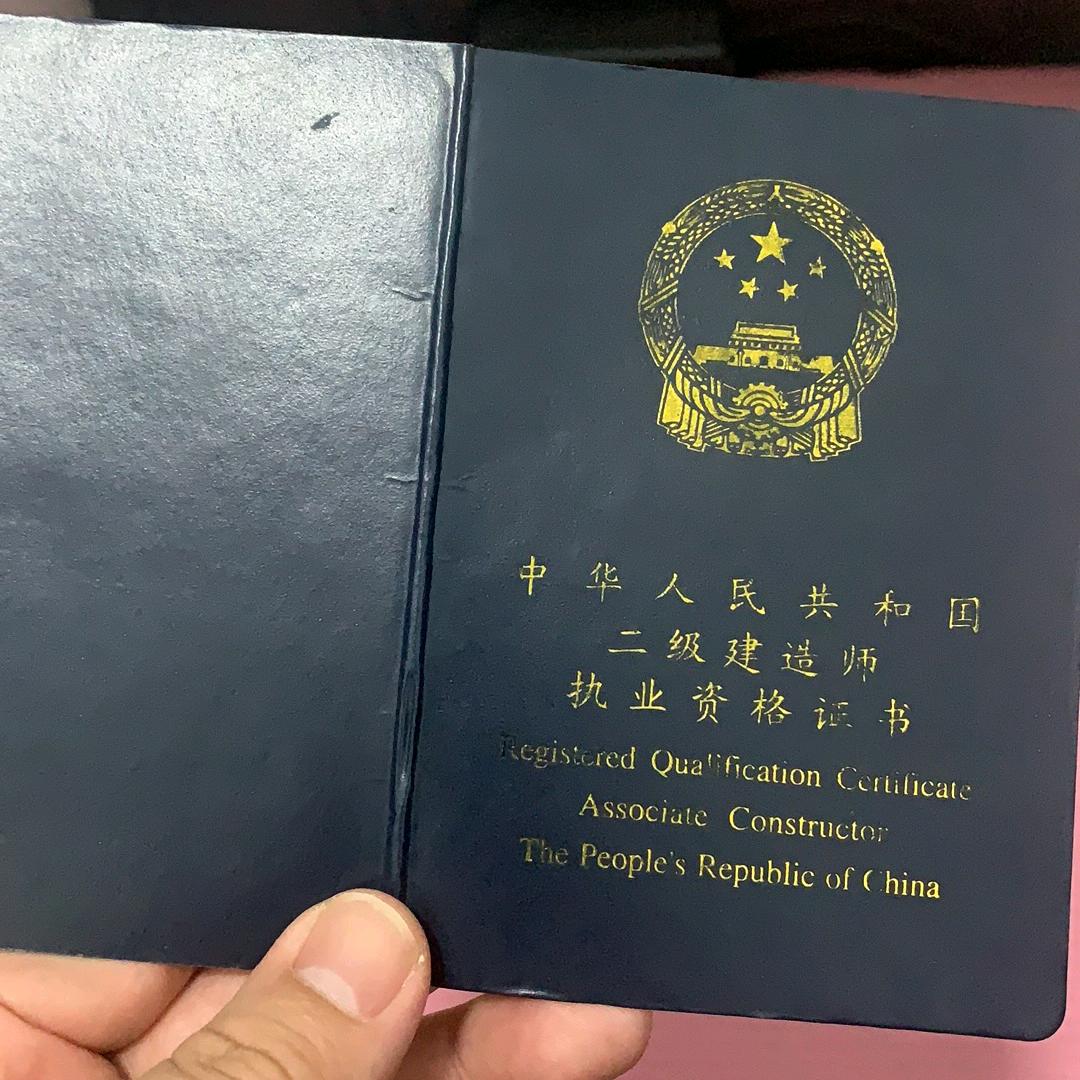 中华人民共和国
二级建造师
执业资格证书
Registered Qualification Certificate
Associate Constructor
The People's Republic of China